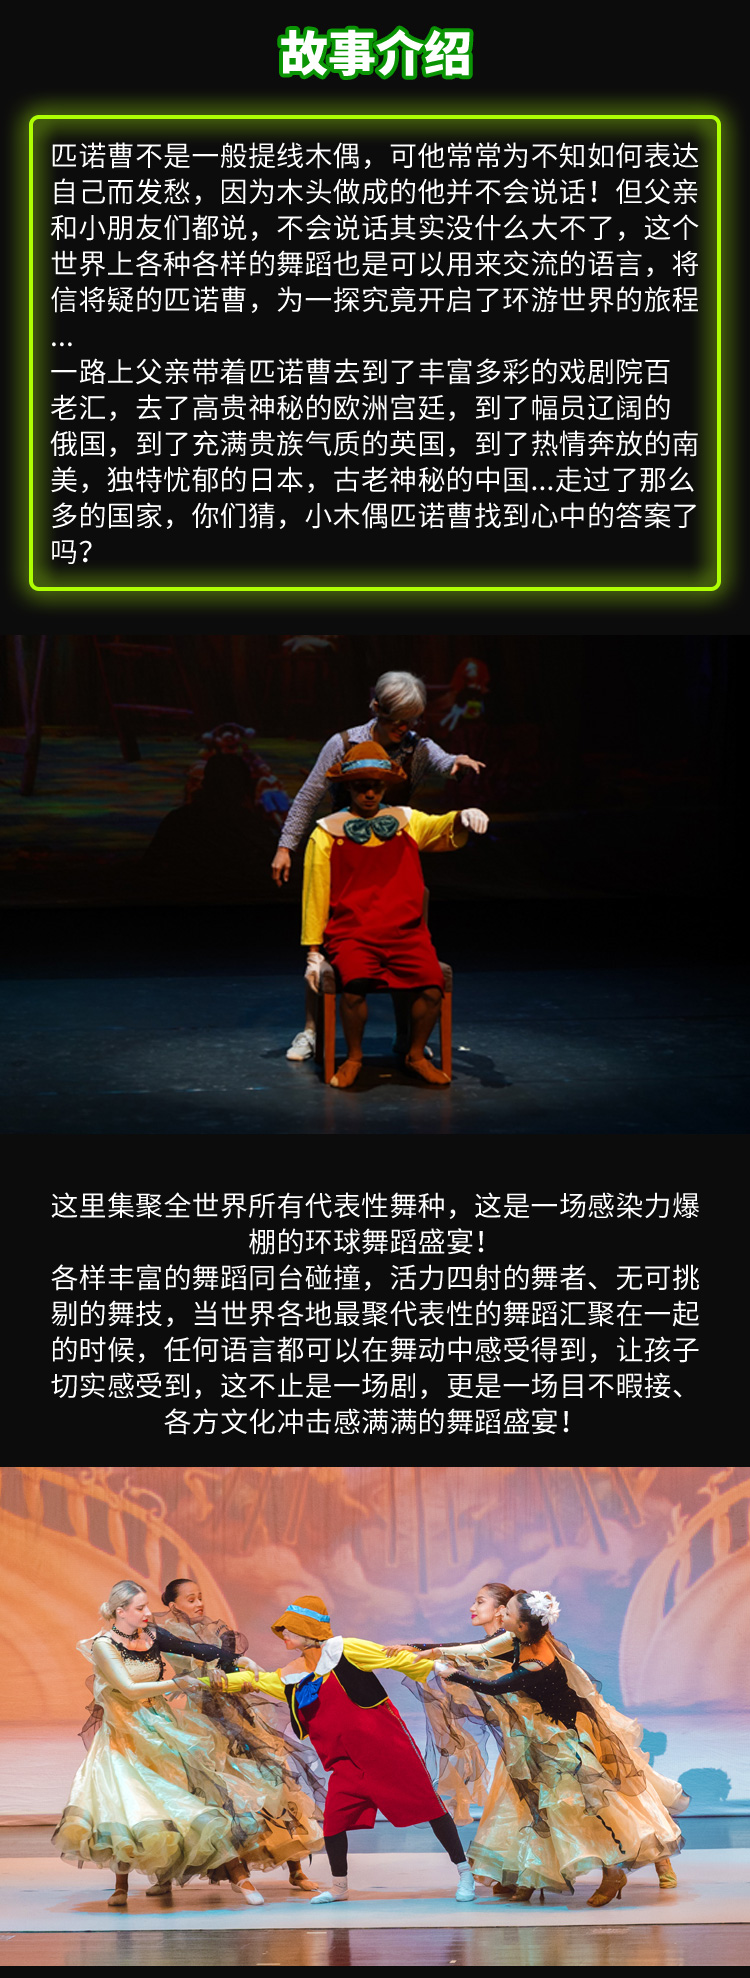 故事介绍
匹诺曹不是一般提线木偶，可他常常为不知如何表达
自己而发愁，因为木头做成的他并不会说话！但父亲
和小朋友们都说，不会说话其实没什么大不了，这个
世界上各种各样的舞蹈也是可以用来交流的语言，将
信将疑的匹诺曹，为一探究竟开启了环游世界的旅程
...
一路上父亲带着匹诺曹去到了丰富多彩的戏剧院百
老汇，去了高贵神秘的欧洲宫廷，到了幅员辽阔的
俄国，到了充满贵族气质的英国，到了热情奔放的南
美，独特忧郁的日本，古老神秘的中国...走过了那么
多的国家，你们猜，小木偶匹诺曹找到心中的答案了
吗？
这里集聚全世界所有代表性舞种，这是一场感染力爆
棚的环球舞蹈盛宴！
各样丰富的舞蹈同台碰撞，活力四射的舞者、无可挑
剔的舞技，当世界各地最聚代表性的舞蹈汇聚在一起
的时候，任何语言都可以在舞动中感受得到，让孩子
切实感受到，这不止是一场剧，更是一场目不暇接、
各方文化冲击感满满的舞蹈盛宴！